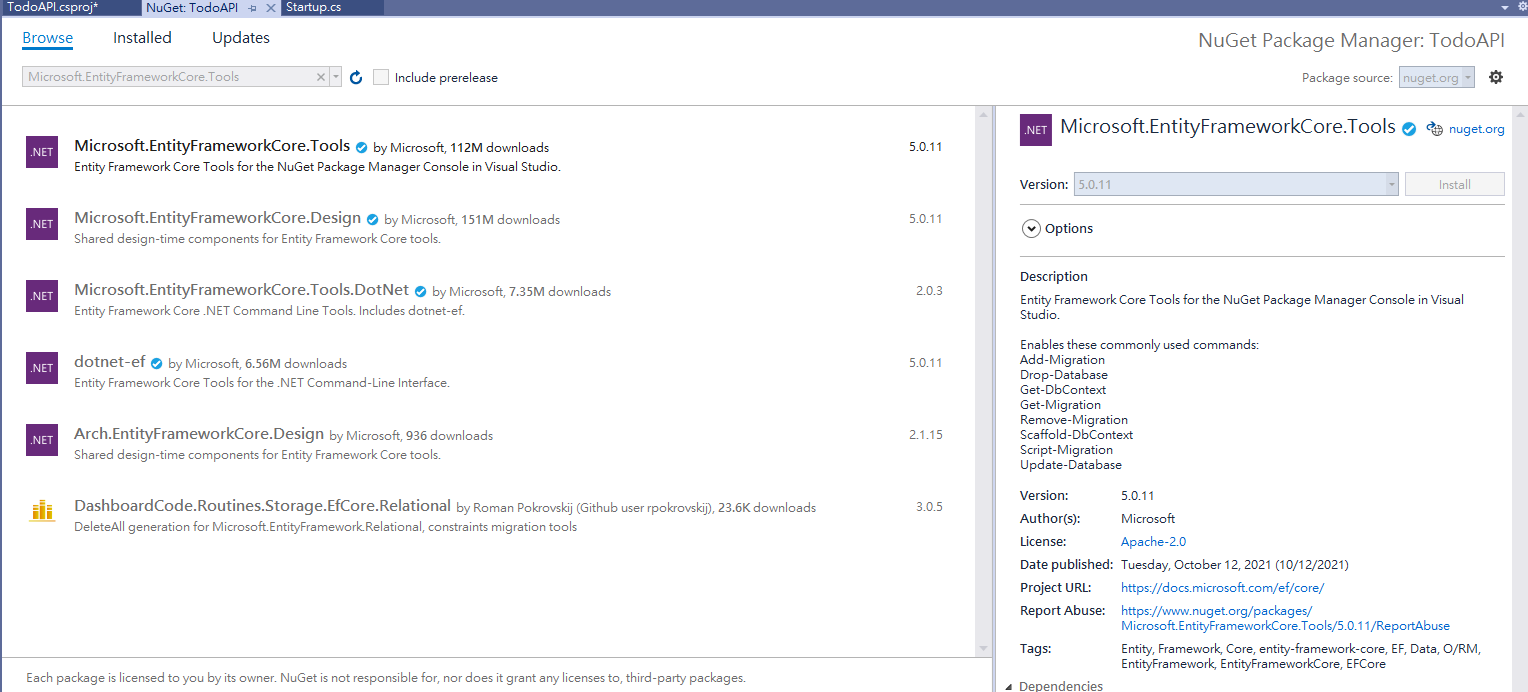 TodoAPI.csproj*
NuGet: TodoAPI
Startup.cs
Browse
Installed
Updates
NuGet Package Manager: TodoAPI
Microsoft.EntityFrameworkCore.Tools
Include prerelease
Package source:
nuget.org
.NET
Microsoft.EntityFrameworkCore.Tools by Microsoft, 112M downloads
5.0.11
Entity Framework Core Tools for the NuGet Package Manager Console in Visual Studio.
.NET
Microsoft.EntityFrameworkCore.Design by Microsoft, 151M downloads
5.0.11
Shared design-time components for Entity Framework Core tools.
.NET
Microsoft.EntityFrameworkCore.Tools.DotNet by Microsoft, 7.35M downloads
2.0.3
Entity Framework Core .NET Command Line Tools. Includes dotnet-ef.
.NET
dotnet-ef by Microsoft, 6.56M downloads
5.0.11
Entity Framework Core Tools for the .NET Command-Line Interface.
.NET
Arch.EntityFrameworkCore.Design by Microsoft, 936 downloads
2.1.15
Shared design-time components for Entity Framework Core tools.
DashboardCode.Routines.Storage.EfCore.Relational by Roman Pokrovskij (Github user rpokrovskij), 23.6K downloads
3.0.5
DeleteAll generation for Microsoft.EntityFramework.Relational, constraints migration tools
Each package is licensed to you by its owner. NuGet is not responsible for, nor does it grant any licenses to, third-party packages.
.NET
Microsoft.EntityFrameworkCore.Tools
nuget.org
Version:
5.0.11
Install
Options
Description
Entity Framework Core Tools for the NuGet Package Manager Console in Visual
Studio.
Enables these commonly used commands:
Add-Migration
Drop-Database
Get-DbContext
Get-Migration
Remove-Migration
Scaffold-DbContext
Script-Migration
Update-Database
Version: 5.0.11
Author(s): Microsoft
License: Apache-2.0
Date published: Tuesday, October 12, 2021 (10/12/2021)
Project URL: https://docs.microsoft.com/ef/core/
Report Abuse: https://www.nuget.org/packages/
Microsoft.EntityFrameworkCore.Tools/5.0.11/ReportAbuse
Tags: Entity, Framework, Core, entity-framework-core, EF, Data, O/RM,
EntityFramework, EntityFrameworkCore, EFCore
Dependencies